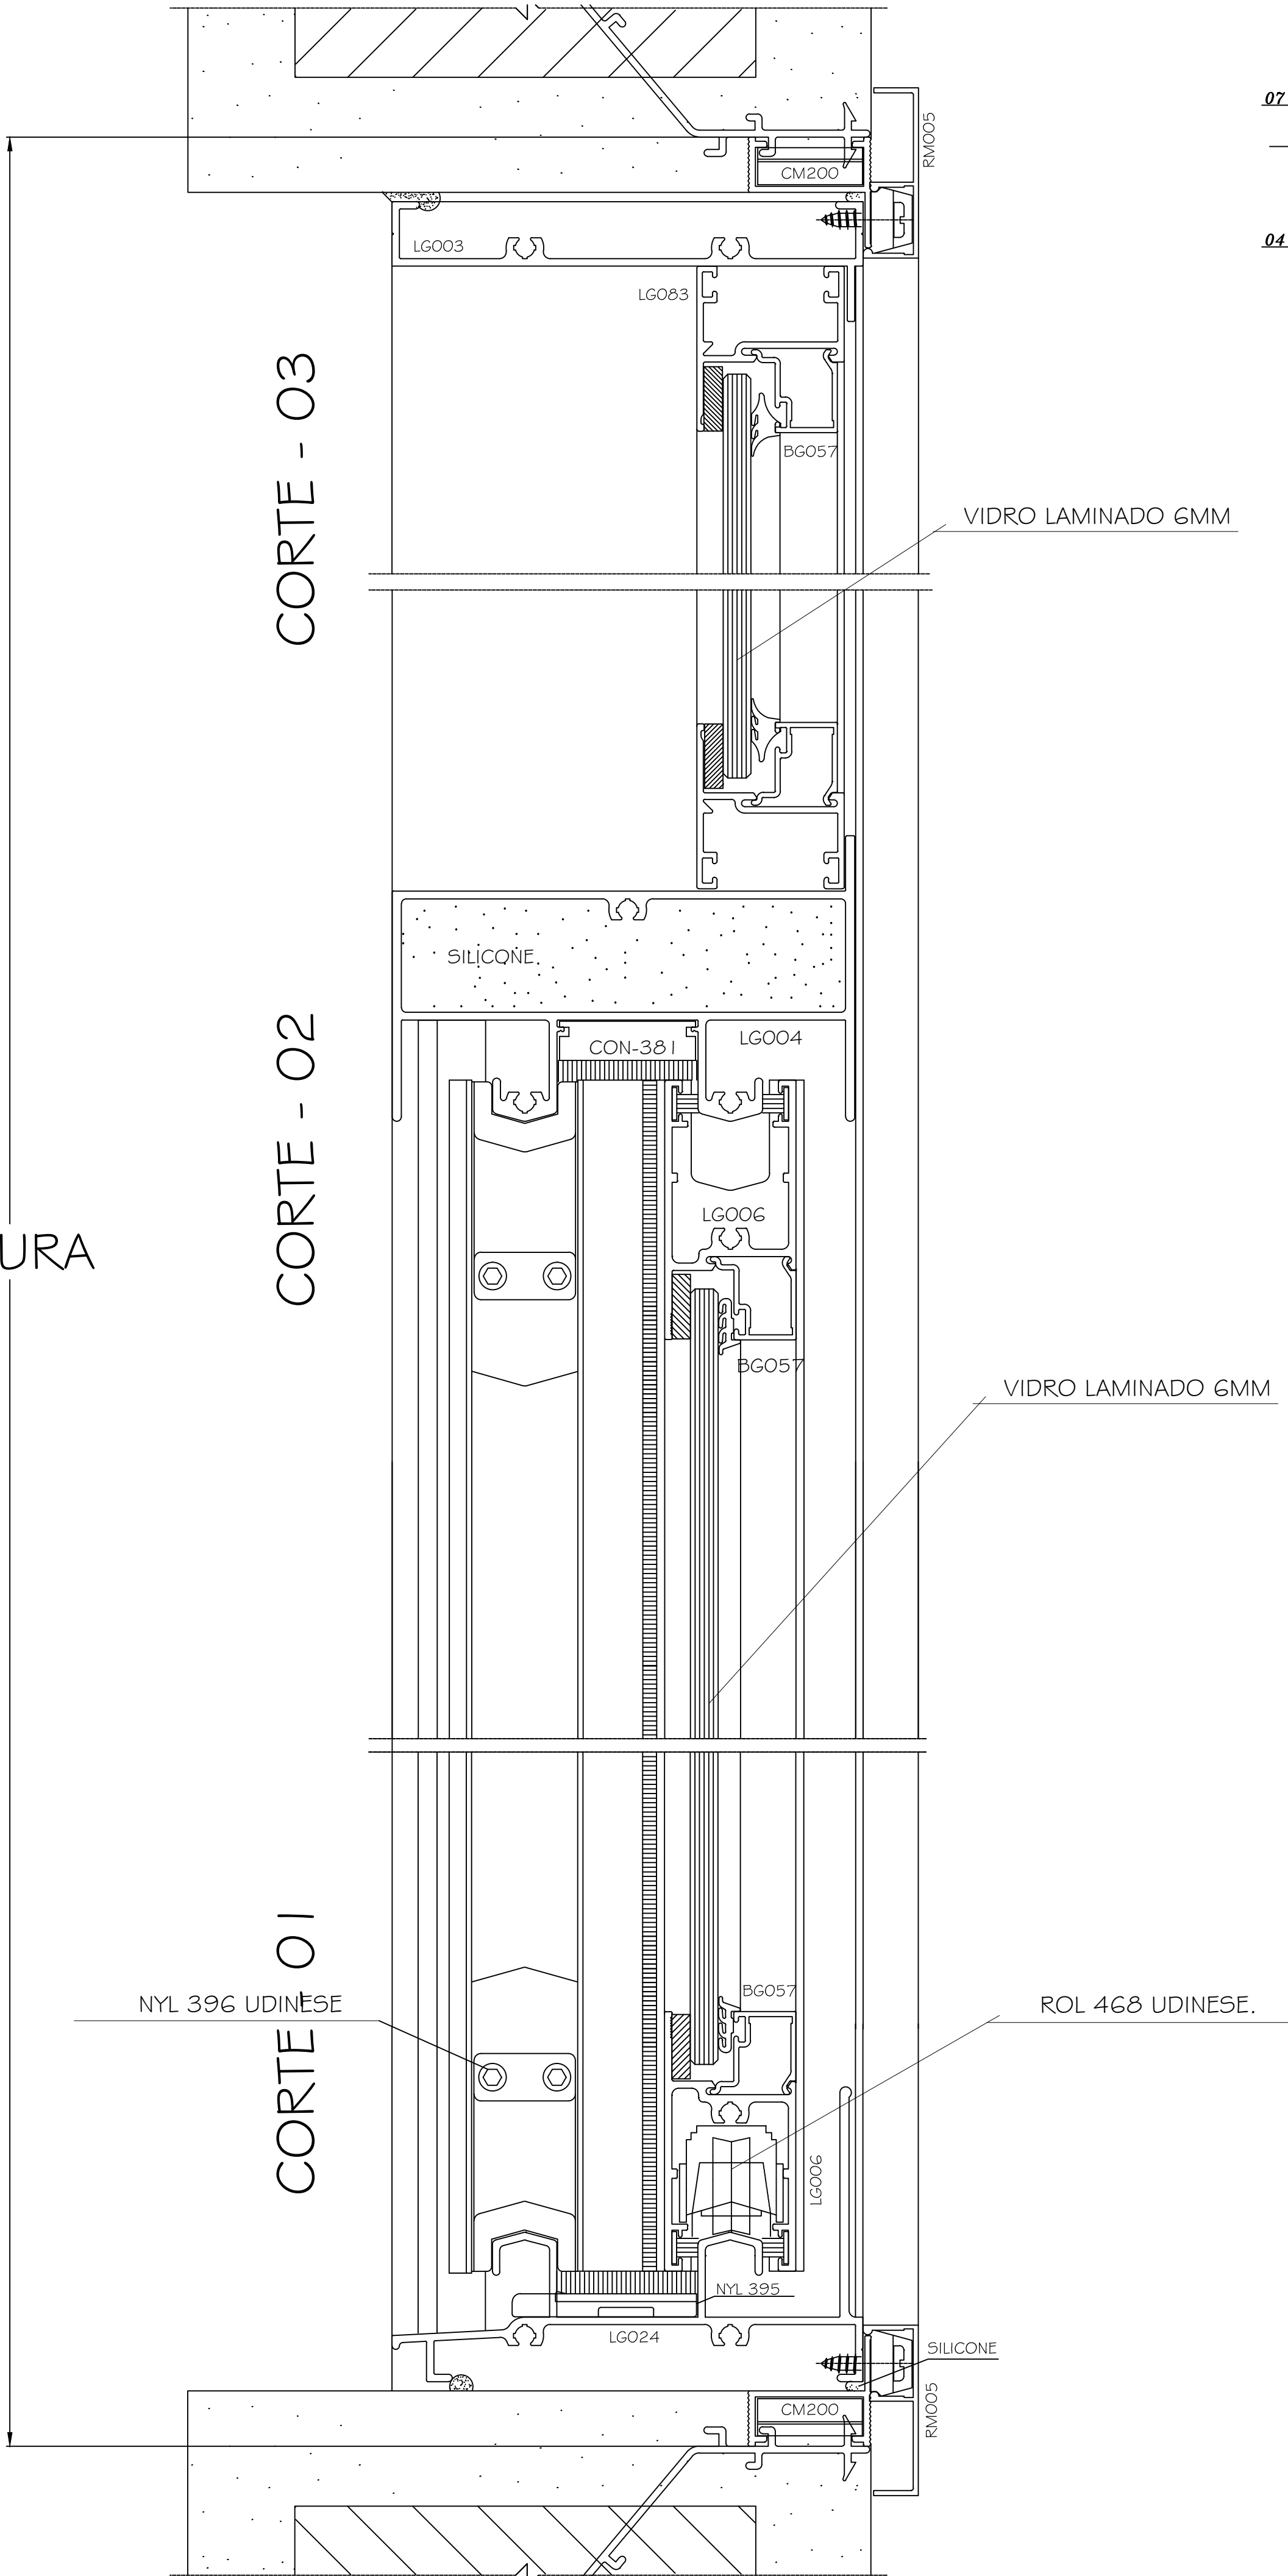 07
RM005
CM200
04
LG003
LG083
CORTE - 03
BG057
VIDRO LAMINADO 6MM
SILICONE
CORTE - 02
LG004
CON-381
LG006
URA
BG057
VIDRO LAMINADO 6MM
CORTE - 01
BG057
NYL 396 UDINESE
ROL 468 UDINESE.
LG006
NYL 395
LG024
SILICONE
CM200
RM005